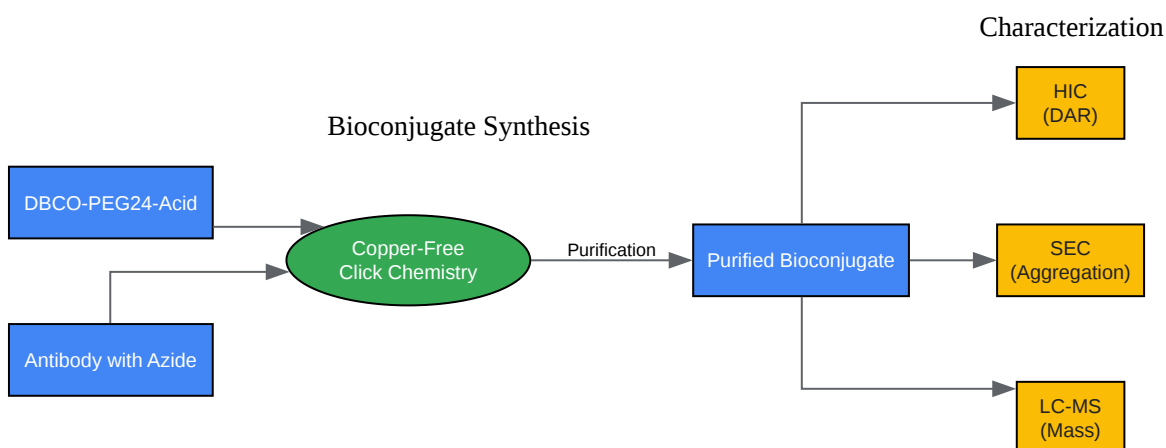 Characterization
HIC
(DAR)
Bioconjugate Synthesis
DBCO-PEG24-Acid
Copper-Free
Click Chemistry
Purification
Purified Bioconjugate
SEC
(Aggregation)
Antibody with Azide
LC-MS
(Mass)